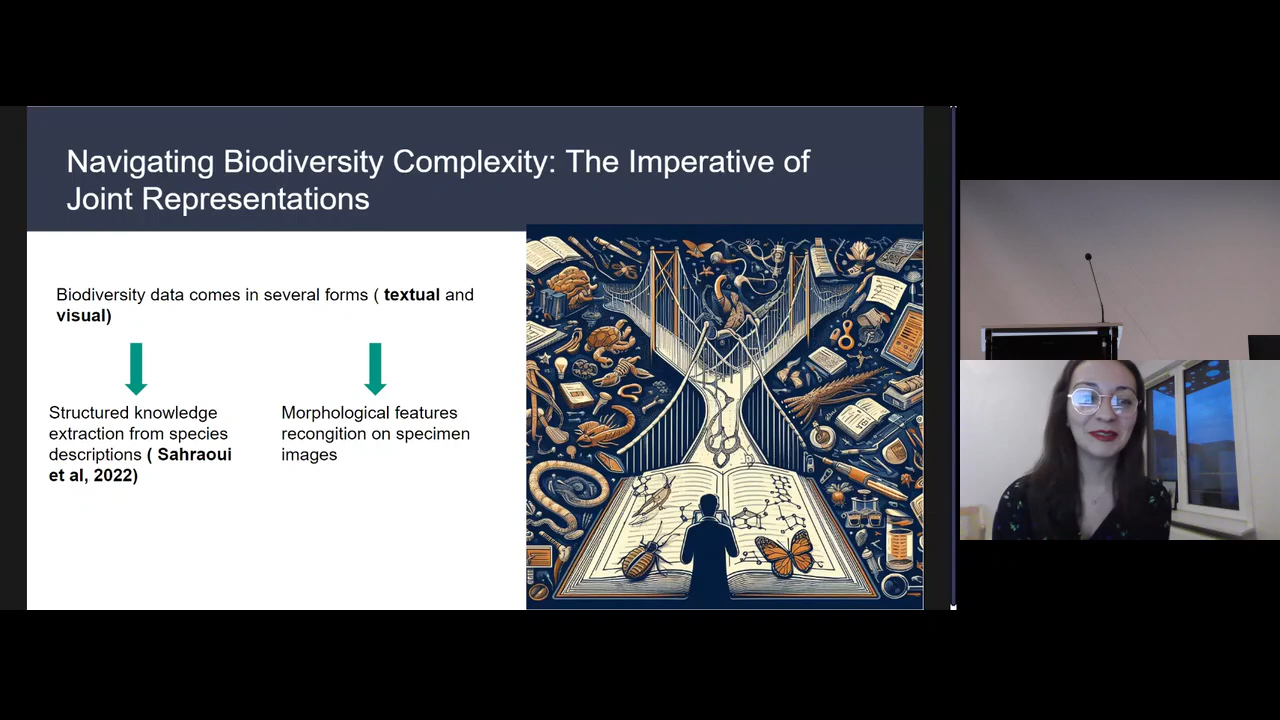 Navigating Biodiversity Complexity: The Imperative of
Joint Representations
Biodiversity data comes in several forms ( textual and
visual)
Structured knowledge
extraction from species
descriptions ( Sahraoui
et al, 2022)
Morphological features
recongition on specimen
images